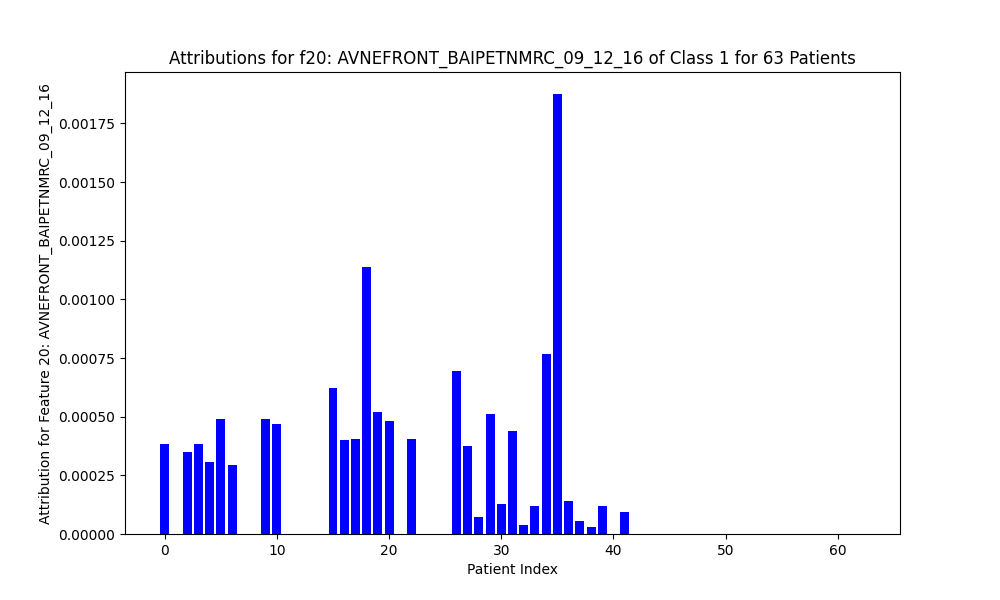 Attributions for f20: AVNEFRONT_BAIPETNMRC_09_12_16 of Class 1 for 63 Patients
Attribution for Feature 20: AVNEFRONT_BAIPETNMRC_09_12_16
0.00175
0.00150
0.00125
0.00100
0.00075
0.00050
0.00025
0.00000
0 10 20 30 40 50 60
Patient Index